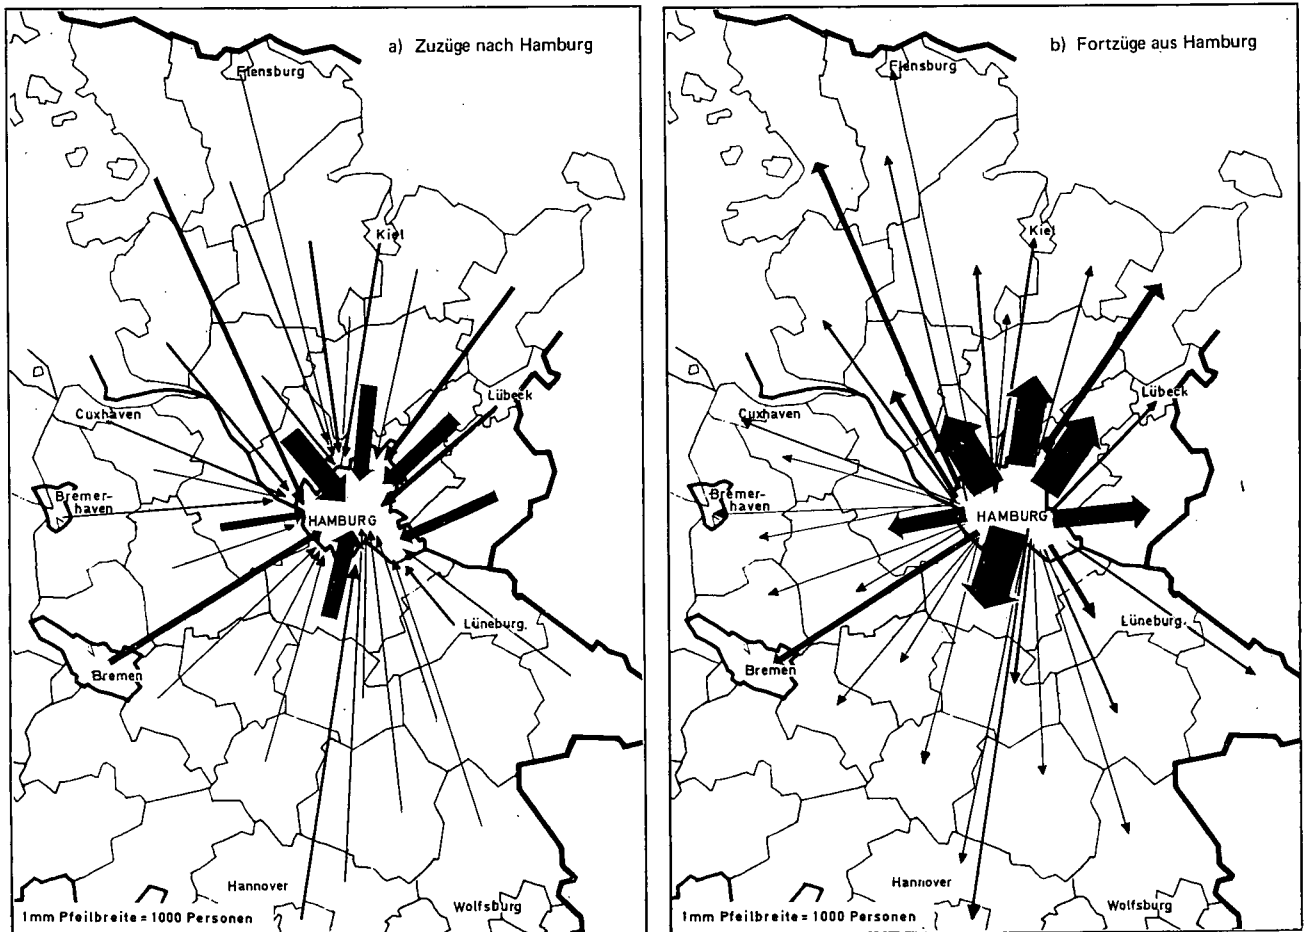 a) Zuzüge nach Hamburg
Flensburg
Kiel
Lübeck
Cuxhaven
Bremer-
haven
HAMBURG
Lüneburg
Bremen
Hannover
Wolfsburg
1mm Pfeilbreite = 1000 Personen
b) Fortzüge aus Hamburg
Flensburg
Kiel
Lübeck
Cuxhaven
Bremer-
haven
HAMBURG
Lüneburg
Bremen
Hannover
Wolfsburg
1mm Pfeilbreite = 1000 Personen